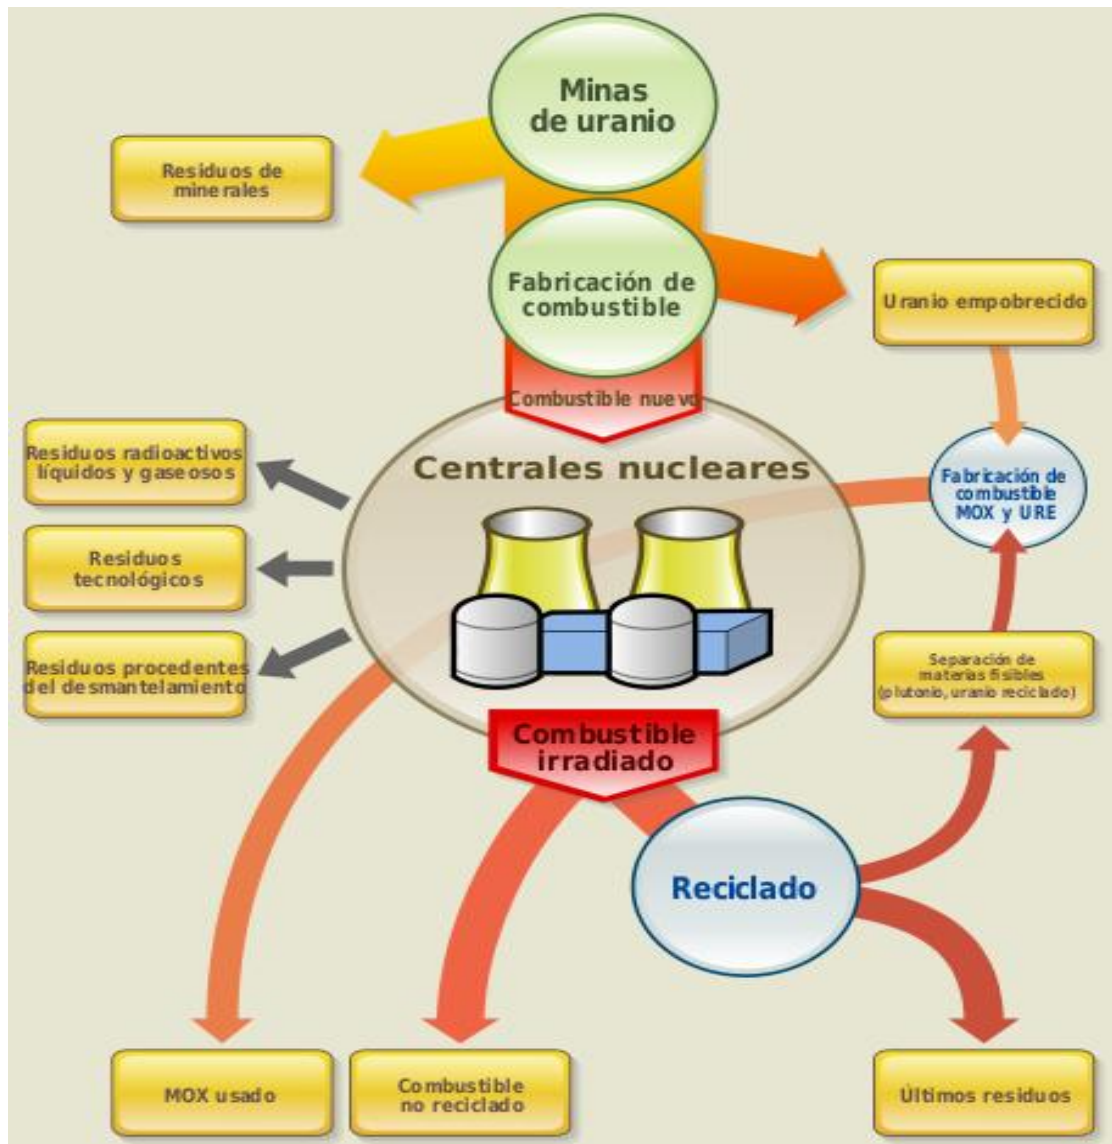 Minas
de uranio
Residuos de
minerales
Fabricación de
combustible
Uranio empobrecido
Combustible nuevo
Residuos radioactivos
líquidos y gaseosos
Centrales nucleares
Fabricación de
combustible
MOX y URE
Residuos
tecnológicos
Residuos procedentes
del desmantelamiento
Separación de
materias fisibles
(plutonio, uranio reciclado)
Combustible
irradiado
Reciclado
MOX usado
Combustible
no reciclado
Últimos residuos